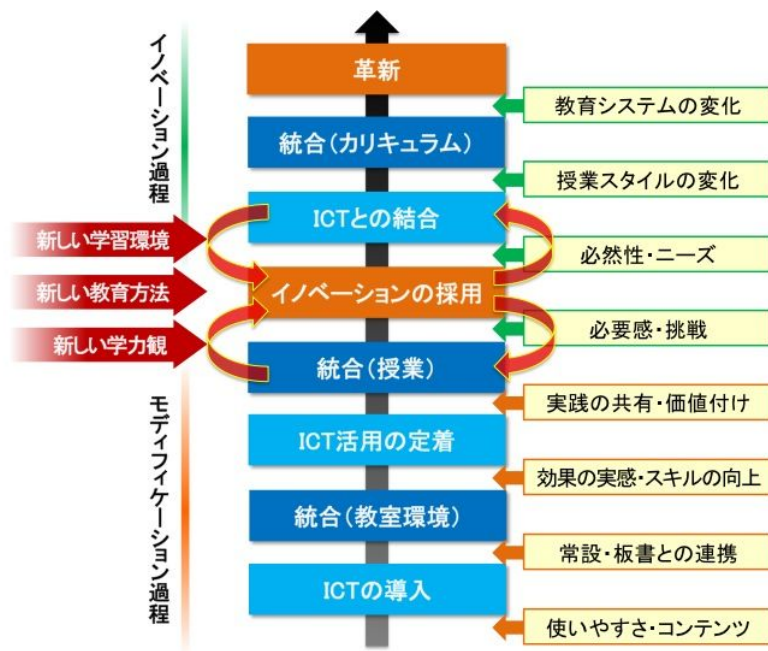 イノベーション過程
モディフィケーション過程
新しい学習環境
新しい教育方法
新しい学力観
革新
統合(カリキュラム)
ICTとの結合
イノベーションの採用
統合(授業)
ICT活用の定着
統合(教室環境)
ICTの導入
教育システムの変化
授業スタイルの変化
必然性・ニーズ
必要感・挑戦
実践の共有・価値付け
効果の実感・スキルの向上
常設・板書との連携
使いやすさ・コンテンツ